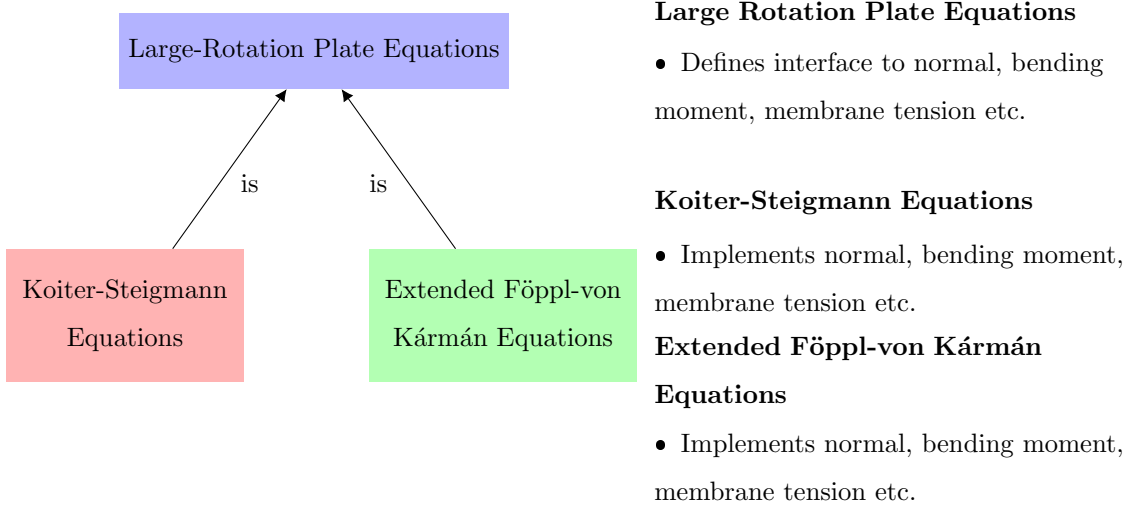 Large-Rotation Plate Equations
is
is
Koiter-Steigmann
Equations
Extended Föppl-von
Kármán Equations
Large Rotation Plate Equations
• Defines interface to normal, bending
moment, membrane tension etc.
Koiter-Steigmann Equations
• Implements normal, bending moment,
membrane tension etc.
Extended Föppl-von Kármán
Equations
• Implements normal, bending moment,
membrane tension etc.